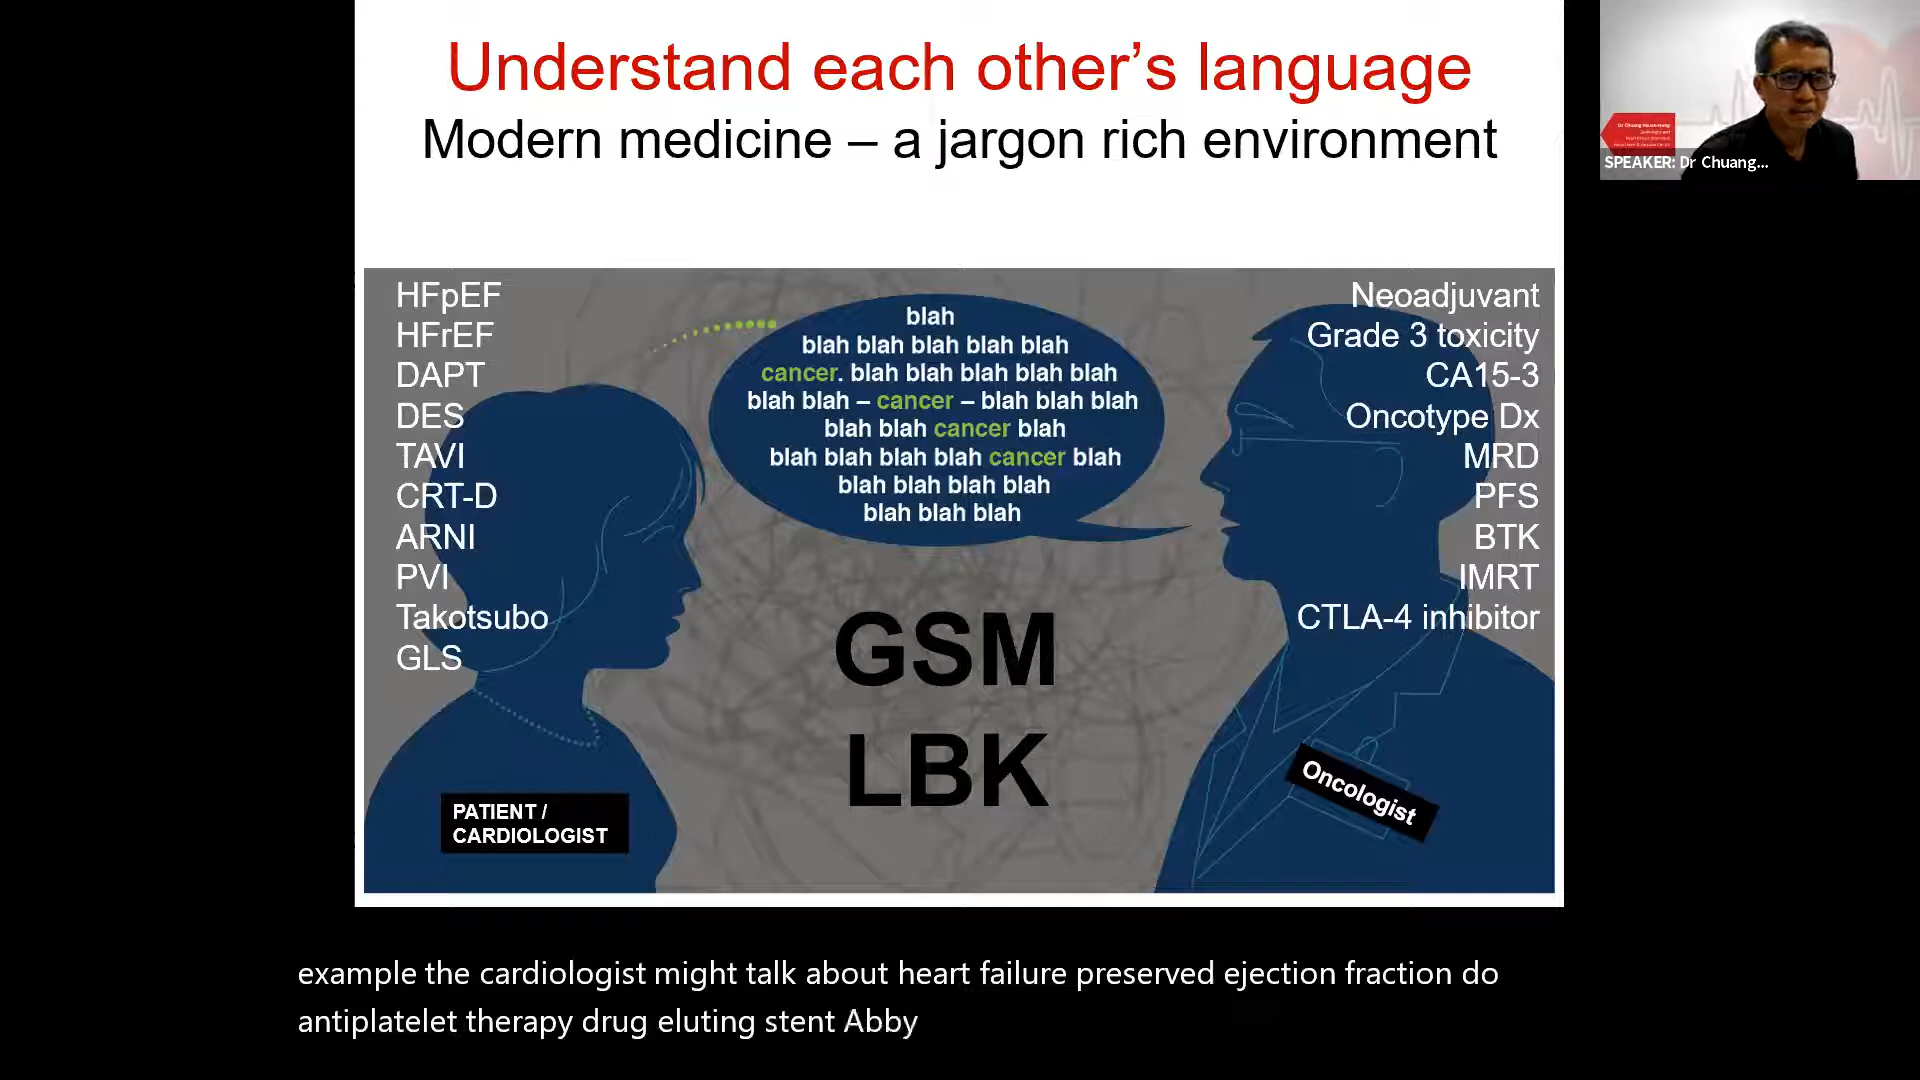 Understand each other’s language
Modern medicine – a jargon rich environment
HFpEF
HFrEF
DAPT
DES
TAVI
CRT-D
ARNI
PVI
Takotsubo
GLS
blah
blah blah blah blah blah
cancer. blah blah blah blah blah
blah blah – cancer – blah blah blah
blah blah cancer blah
blah blah blah blah cancer blah
blah blah blah blah
blah blah blah
GSM
LBK
Neoadjuvant
Grade 3 toxicity
CA15-3
Oncotype Dx
MRD
PFS
BTK
IMRT
CTLA-4 inhibitor
PATIENT /
CARDIOLOGIST
Oncologist
SPEAKER: Dr Chuang...
example the cardiologist might talk about heart failure preserved ejection fraction do
antiplatelet therapy drug eluting stent Abby